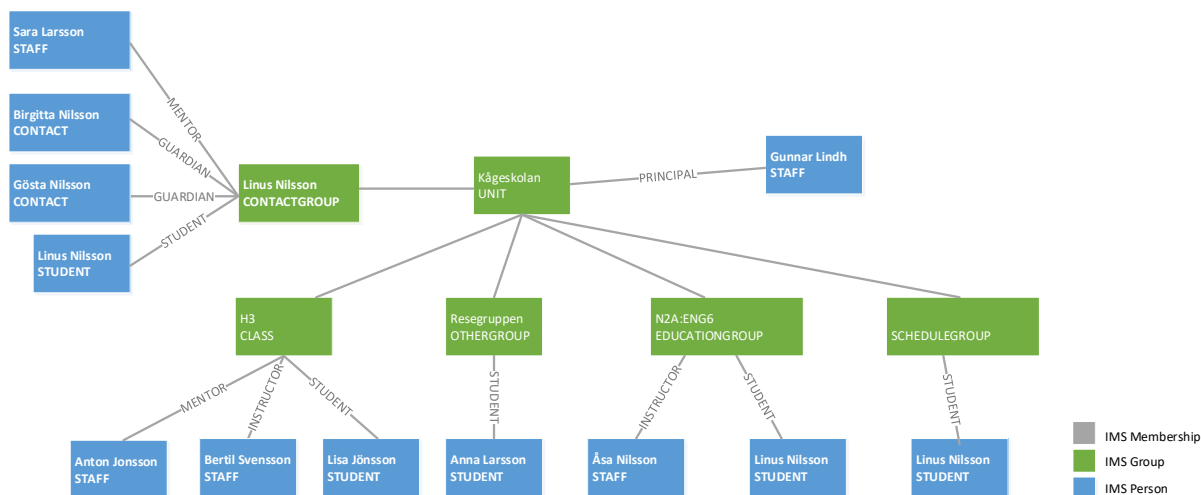 Sara Larsson
STAFF
Birgitta Nilsson
CONTACT
Gösta Nilsson
CONTACT
Linus Nilsson
STUDENT
MENTOR
GUARDIAN
GUARDIAN
STUDENT
Linus Nilsson
CONTACTGROUP
Kågeskolan
UNIT
PRINCIPAL
Gunnar Lindh
STAFF
H3
CLASS
Resegruppen
OTHERGROUP
N2A:ENG6
EDUCATIONGROUP
SCHEDULEGROUP
MENTOR
INSTRUCTOR
STUDENT
STUDENT
INSTRUCTOR
STUDENT
STUDENT
Anton Jonsson
STAFF
Bertil Svensson
STAFF
Lisa Jönsson
STUDENT
Anna Larsson
STUDENT
Åsa Nilsson
STAFF
Linus Nilsson
STUDENT
Linus Nilsson
STUDENT
IMS Membership
IMS Group
IMS Person